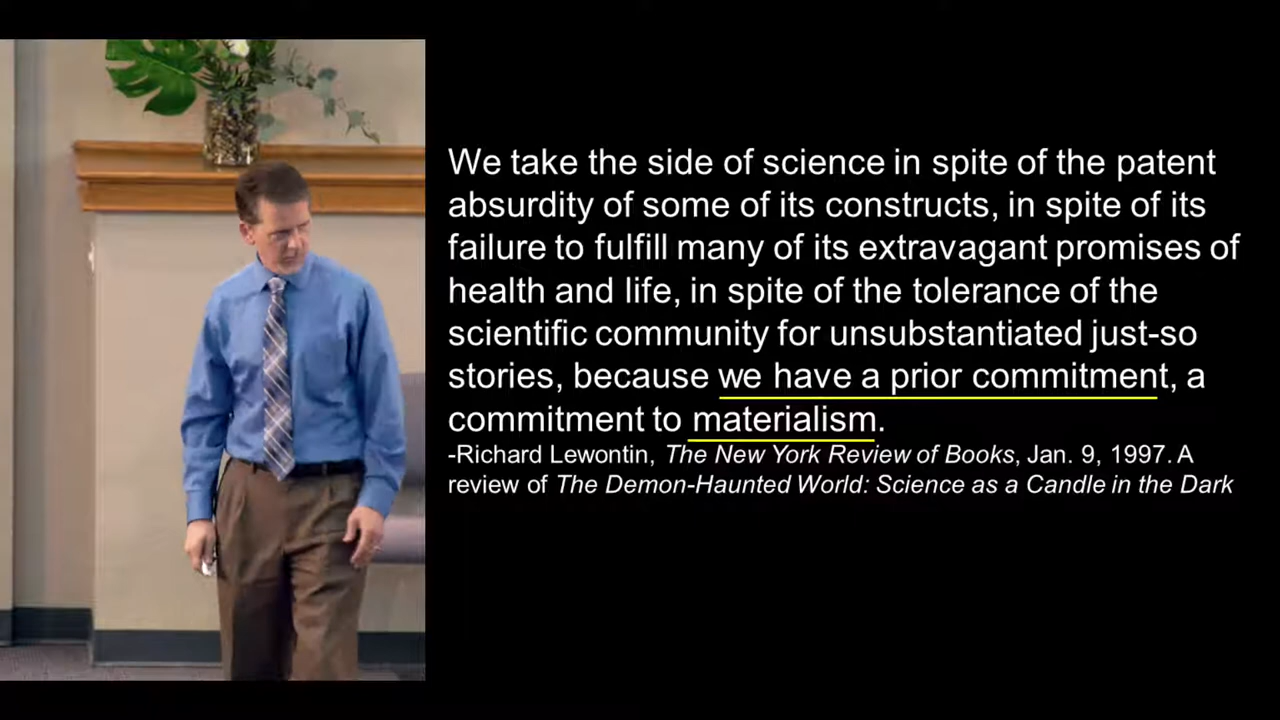 We take the side of science in spite of the patent
absurdity of some of its constructs, in spite of its
failure to fulfill many of its extravagant promises of
health and life, in spite of the tolerance of the
scientific community for unsubstantiated just-so
stories, because we have a prior commitment, a
commitment to materialism.
-Richard Lewontin, The New York Review of Books, Jan. 9, 1997. A
review of The Demon-Haunted World: Science as a Candle in the Dark